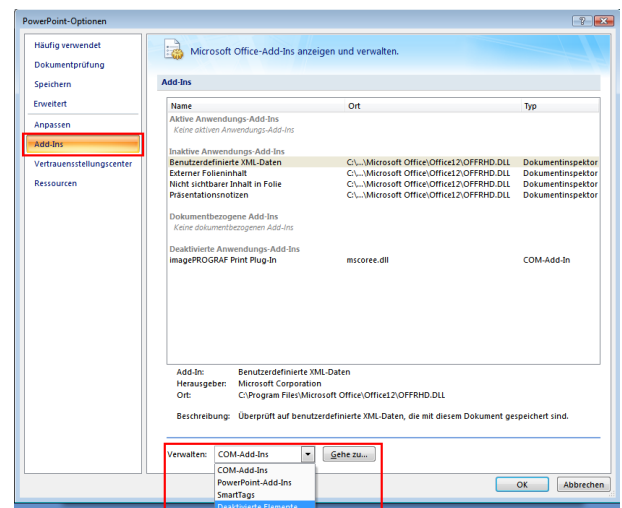 PowerPoint-Optionen
Häufig verwendet
Dokumentprüfung
Speichern
Erweitert
Anpassen
Add-Ins
Vertrauensstellungscenter
Ressourcen
Microsoft Office-Add-Ins anzeigen und verwalten.
Add-Ins
Name Ort Typ
Aktive Anwendungs-Add-Ins
Keine aktiven Anwendungs-Add-Ins
Inaktive Anwendungs-Add-Ins
Benutzerdefinierte XML-Daten C:\...\Microsoft Office\Office12\OFFRHD.DLL Dokumentinspektor
Externer Folieninhalt C:\...\Microsoft Office\Office12\OFFRHD.DLL Dokumentinspektor
Nicht sichtbarer Inhalt in Folie C:\...\Microsoft Office\Office12\OFFRHD.DLL Dokumentinspektor
Präsentationsnotizen C:\...\Microsoft Office\Office12\OFFRHD.DLL Dokumentinspektor
Dokumentbezogene Add-Ins
Keine dokumentbezogenen Add-Ins
Deaktivierte Anwendungs-Add-Ins
imagePROGRAF Print Plug-In mscoree.dll COM-Add-In
Add-In: Benutzerdefinierte XML-Daten
Herausgeber: Microsoft Corporation
Ort: C:\Program Files\Microsoft Office\Office12\OFFRHD.DLL
Beschreibung: Überprüft auf benutzerdefinierte XML-Daten, die mit diesem Dokument gespeichert sind.
Verwalten: COM-Add-Ins Gehe zu...
COM-Add-Ins
PowerPoint-Add-Ins
SmartTags
Deaktivierte Elemente
OK Abbrechen